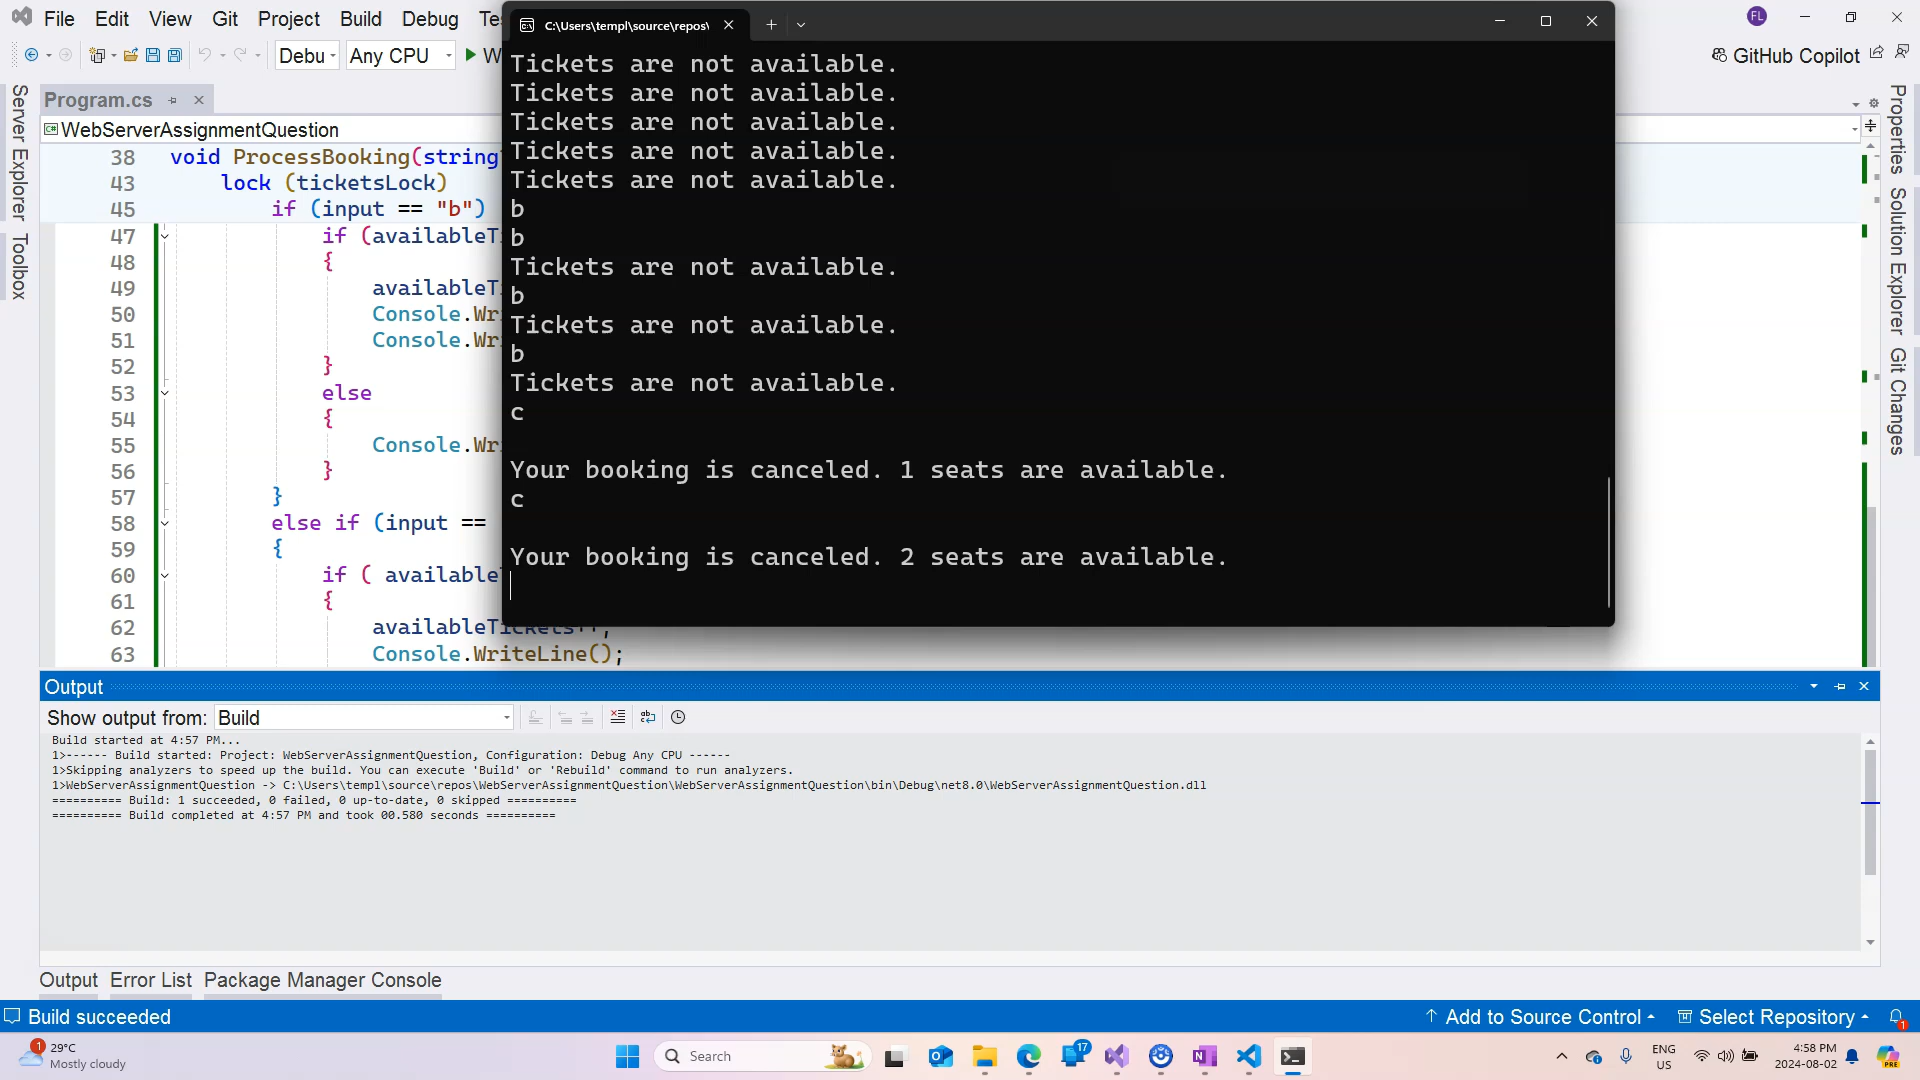 File Edit View Git Project Build Debug
FL
Debu Any CPU
GitHub Copilot
Program.cs
WebServerAssignmentQuestion
Server Explorer
Toolbox
38 void ProcessBooking(string
43 lock (ticketsLock)
45 if (input == "b")
47 if (availableT
48 {
49 availableT
50 Console.Wr
51 Console.Wr
52 }
53 else
54 {
55 Console.Wr
56 }
57 }
58 else if (input ==
59 {
60 if ( available
61 {
62 availableTickets++;
63 Console.WriteLine();
C:\Users\templ\source\repos\
Tickets are not available.
Tickets are not available.
Tickets are not available.
Tickets are not available.
Tickets are not available.
b
b
Tickets are not available.
b
Tickets are not available.
b
Tickets are not available.
c
Your booking is canceled. 1 seats are available.
c
Your booking is canceled. 2 seats are available.
Properties
Solution Explorer
Git Changes
Output
Show output from: Build
Build started at 4:57 PM...
1>------ Build started: Project: WebServerAssignmentQuestion, Configuration: Debug Any CPU ------
1>Skipping analyzers to speed up the build. You can execute 'Build' or 'Rebuild' command to run analyzers.
1>WebServerAssignmentQuestion -> C:\Users\templ\source\repos\WebServerAssignmentQuestion\WebServerAssignmentQuestion\bin\Debug\net8.0\WebServerAssignmentQuestion.dll
========== Build: 1 succeeded, 0 failed, 0 up-to-date, 0 skipped ==========
========== Build completed at 4:57 PM and took 00.580 seconds ==========
Output Error List Package Manager Console
Build succeeded
Add to Source Control
Select Repository
1
1
29°C
Mostly cloudy
Search
17
ENG
US
4:58 PM
2024-08-02
PRE